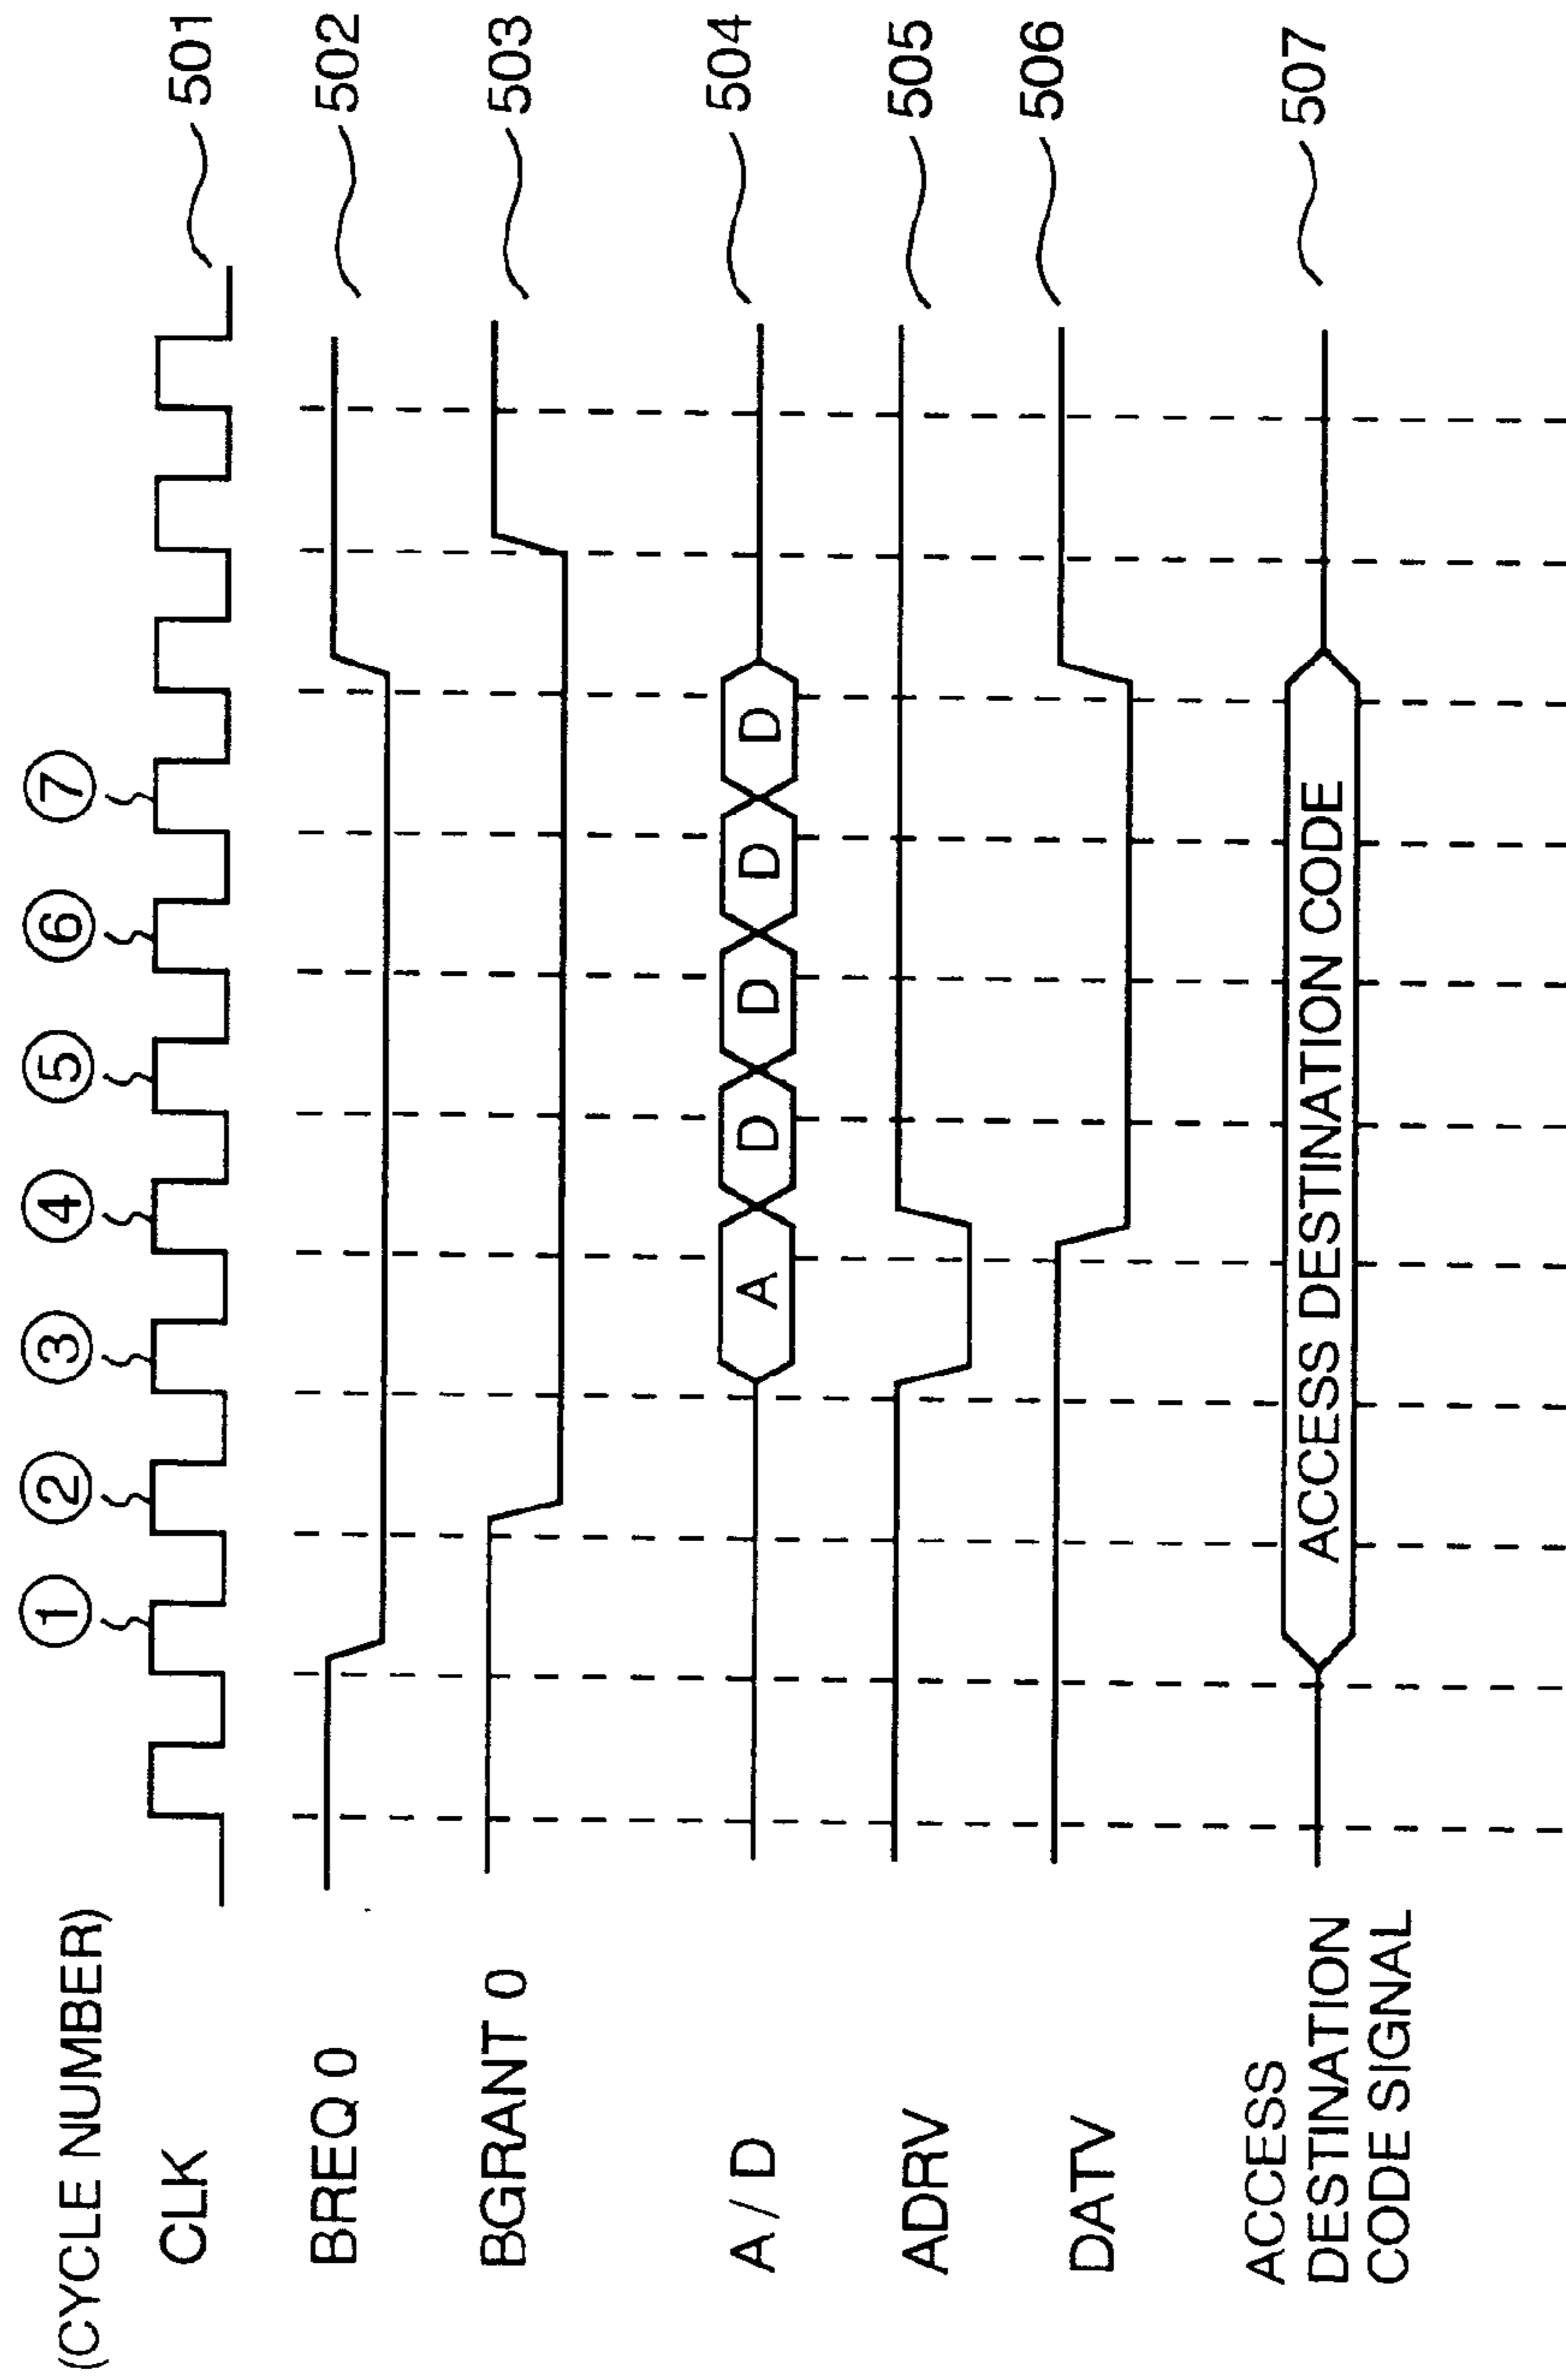 (CYCLE NUMBER) 1 2 3 4 5 6 7
CLK 501
BREQ 0 502
BGRANT 0 503
A / D A D D D D 504
ADRV 505
DATV 506
ACCESS
DESTINATION ACCESS DESTINATION CODE 507
CODE SIGNAL